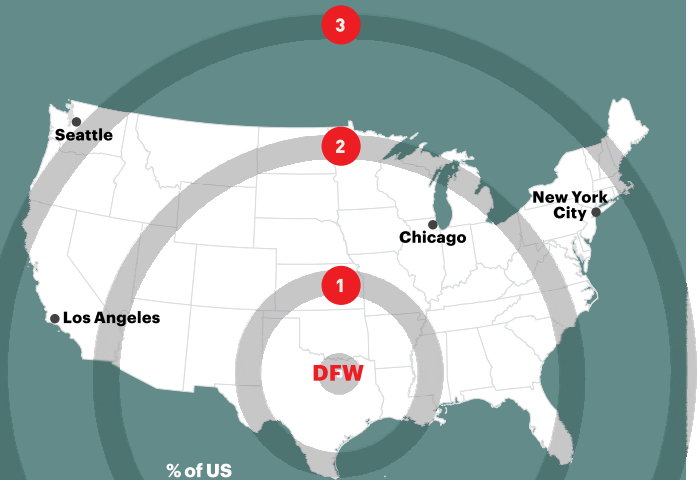 3
Seattle
2
New York
City
Chicago
1
Los Angeles
DFW
% of US